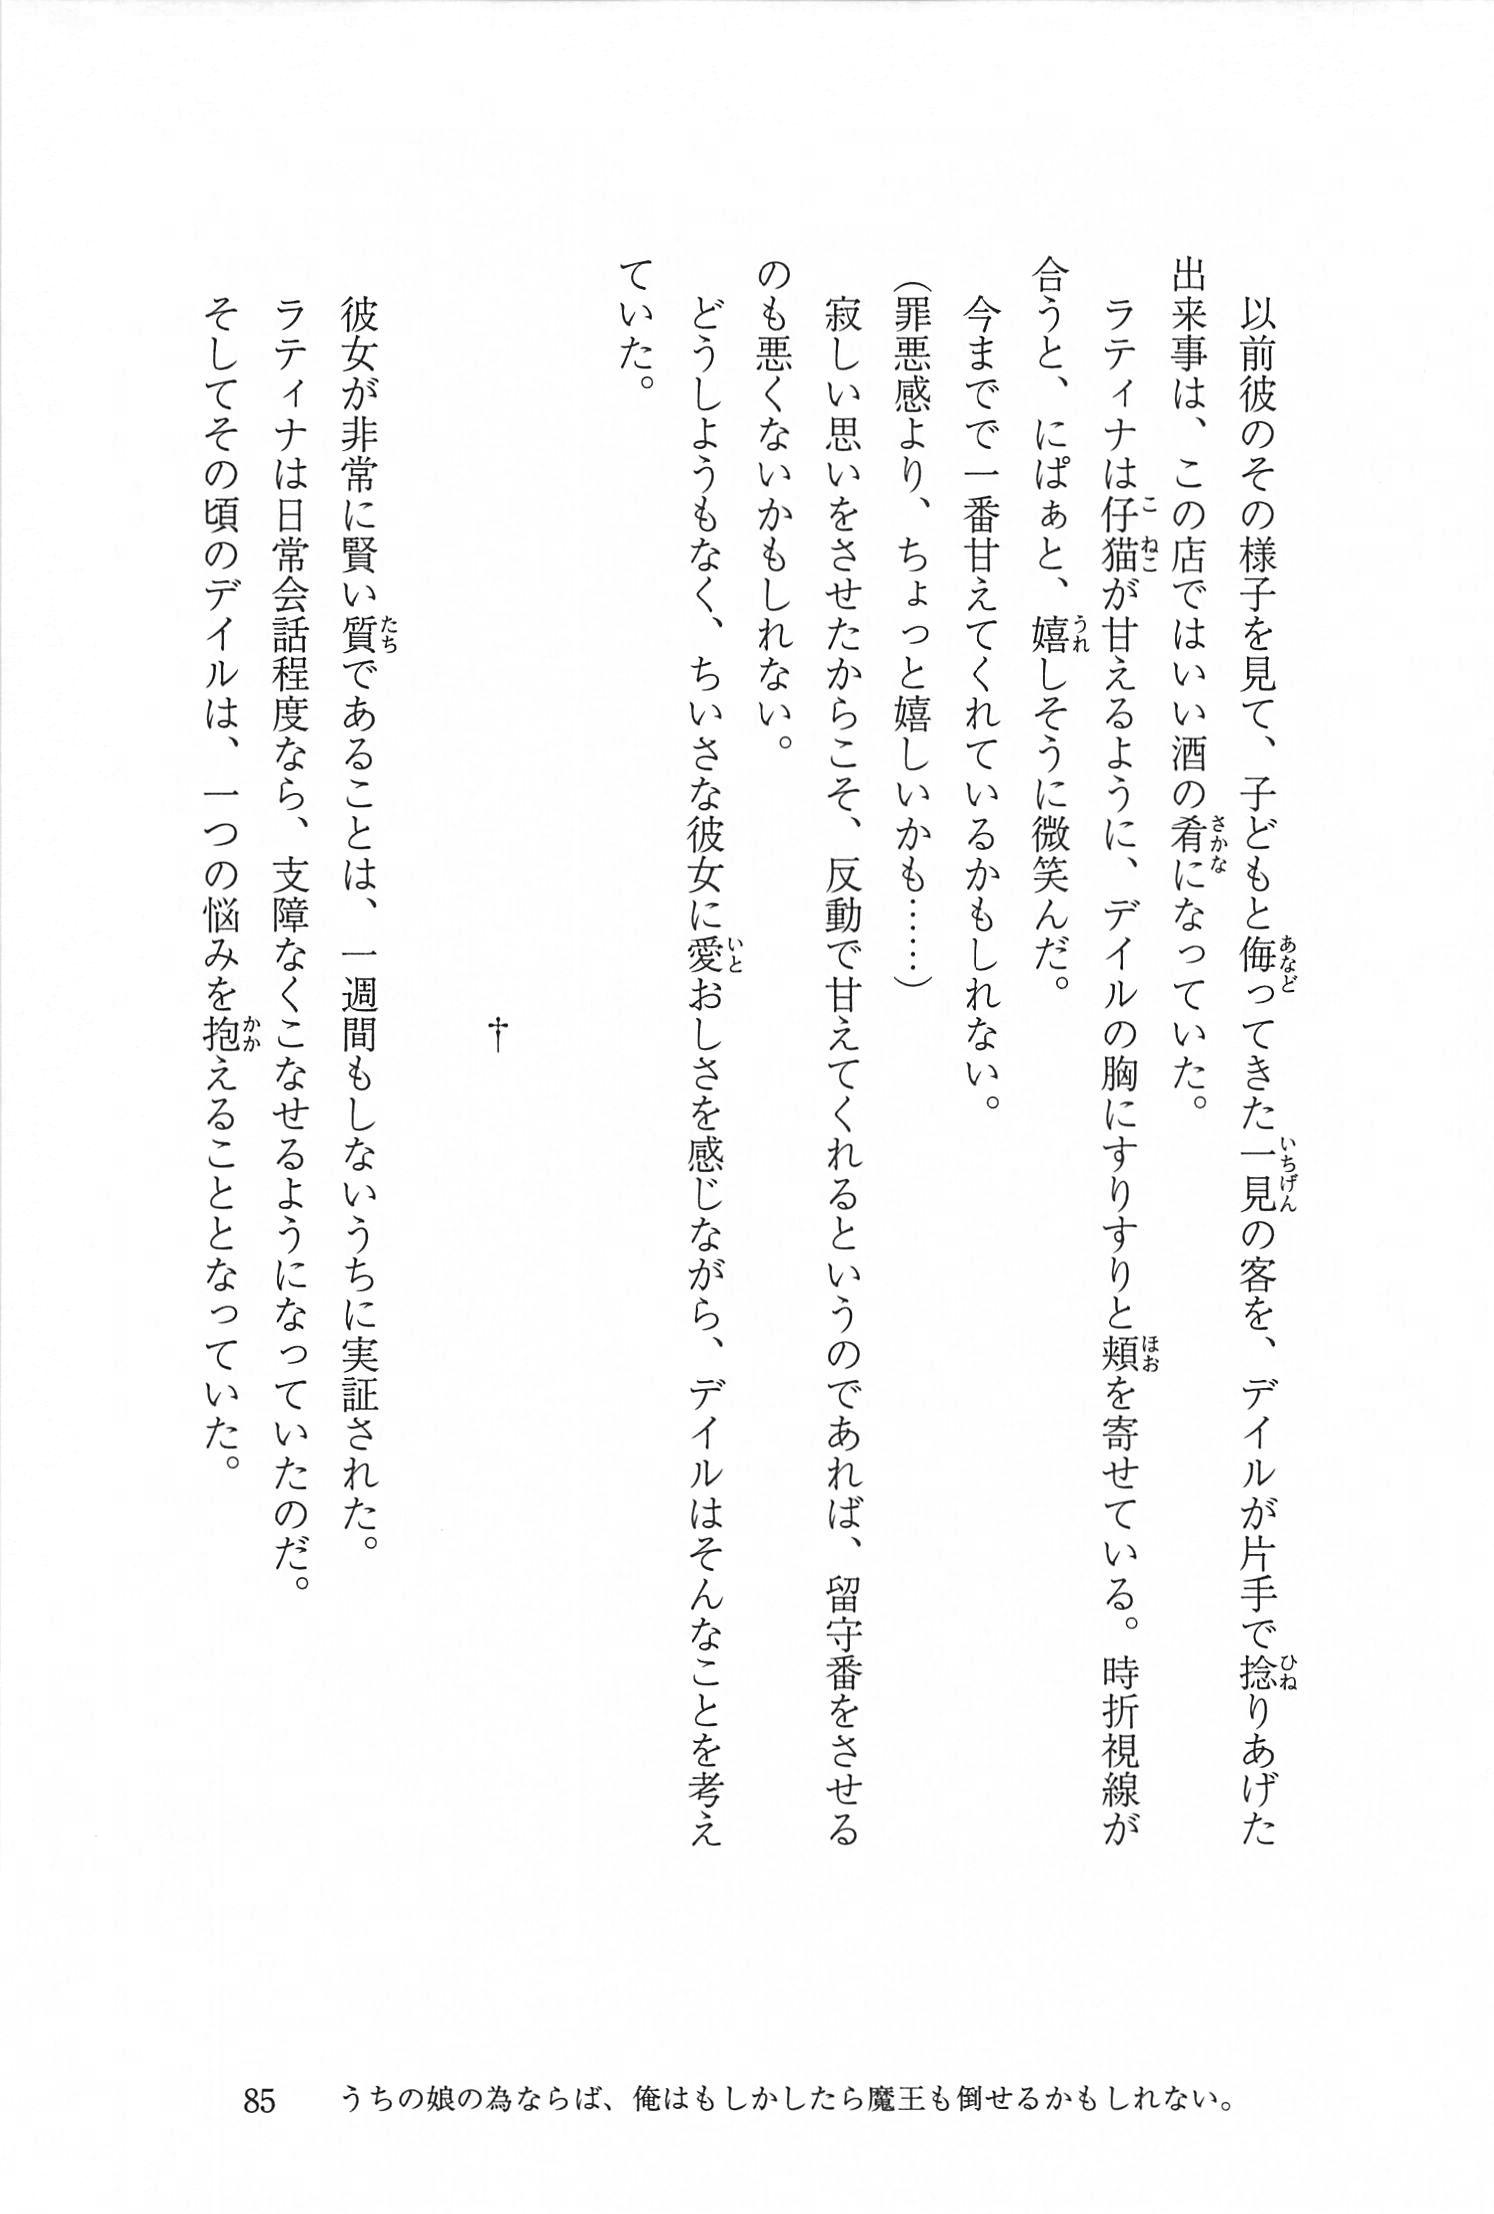 以前彼のその様子を見て、子どもと侮ってきた一見の客を、デイルが片手で捻りあげた
出来事は、この店ではいい酒の肴になっていた。
ラティナは仔猫が甘えるように、デイルの胸にすりすりと頬を寄せている。時折視線が
合うと、にぱぁと、嬉しそうに微笑んだ。
今までで一番甘えてくれているかもしれない。
(罪悪感より、ちょっと嬉しいかも……)
寂しい思いをさせたからこそ、反動で甘えてくれるというのであれば、留守番をさせる
のも悪くないかもしれない。
どうしようもなく、ちいさな彼女に愛おしさを感じながら、デイルはそんなことを考え
ていた。
†
彼女が非常に賢い質であることは、一週間もしないうちに実証された。
ラティナは日常会話程度なら、支障なくこなせるようになっていたのだ。
そしてその頃のデイルは、一つの悩みを抱えることとなっていた。
85 うちの娘の為ならば、俺はもしかしたら魔王も倒せるかもしれない。